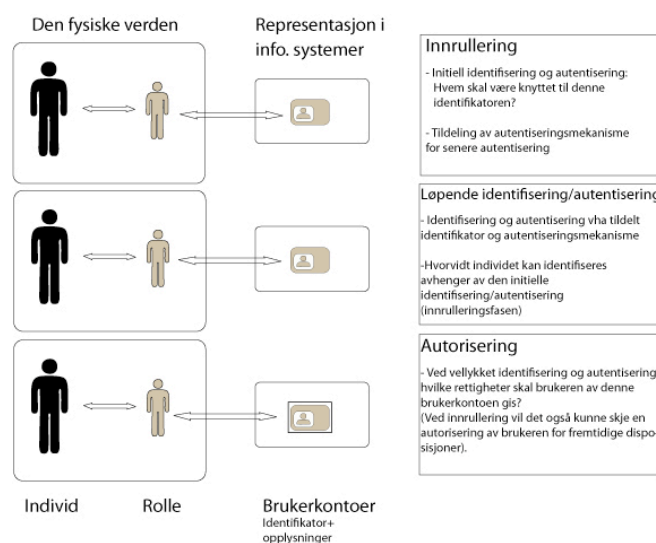 Den fysiske verden
Representasjon i
info. systemer
Innrullering
- Initiell identifisering og autentisering:
Hvem skal være knyttet til denne
identifikatoren?
- Tildeling av autentiseringsmekanisme
for senere autentisering
Løpende identifisering/autentisering
- Identifisering og autentisering vha tildelt
identifikator og autentiseringsmekanisme
-Hvorvidt individet kan identifiseres
avhenger av den initielle
identifisering/autentisering
(innrulleringsfasen)
Autorisering
- Ved vellykket identifisering og autentisering
hvilke rettigheter skal brukeren av denne
brukerkontoen gis?
(Ved innrullering vil det også kunne skje en
autorisering av brukeren for fremtidige dispo-
sisjoner).
Individ
Rolle
Brukerkontoer
Identifikator+
opplysninger